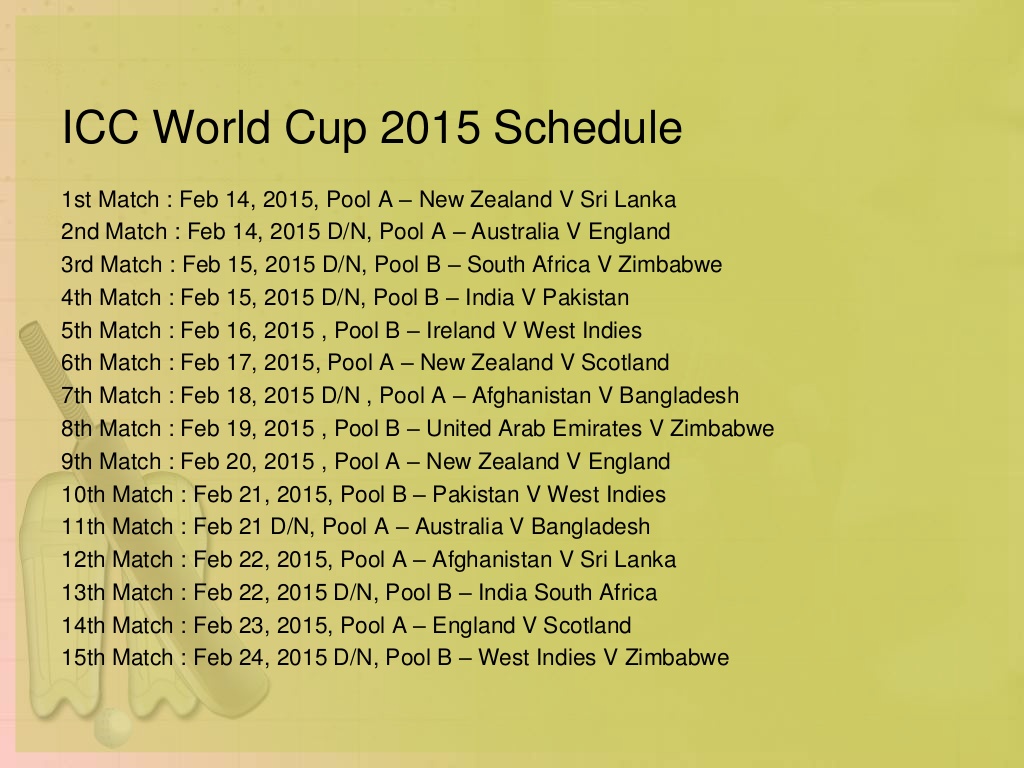 ICC World Cup 2015 Schedule
1st Match : Feb 14, 2015, Pool A – New Zealand V Sri Lanka
2nd Match : Feb 14, 2015 D/N, Pool A – Australia V England
3rd Match : Feb 15, 2015 D/N, Pool B – South Africa V Zimbabwe
4th Match : Feb 15, 2015 D/N, Pool B – India V Pakistan
5th Match : Feb 16, 2015 , Pool B – Ireland V West Indies
6th Match : Feb 17, 2015, Pool A – New Zealand V Scotland
7th Match : Feb 18, 2015 D/N , Pool A – Afghanistan V Bangladesh
8th Match : Feb 19, 2015 , Pool B – United Arab Emirates V Zimbabwe
9th Match : Feb 20, 2015 , Pool A – New Zealand V England
10th Match : Feb 21, 2015, Pool B – Pakistan V West Indies
11th Match : Feb 21 D/N, Pool A – Australia V Bangladesh
12th Match : Feb 22, 2015, Pool A – Afghanistan V Sri Lanka
13th Match : Feb 22, 2015 D/N, Pool B – India South Africa
14th Match : Feb 23, 2015, Pool A – England V Scotland
15th Match : Feb 24, 2015 D/N, Pool B – West Indies V Zimbabwe